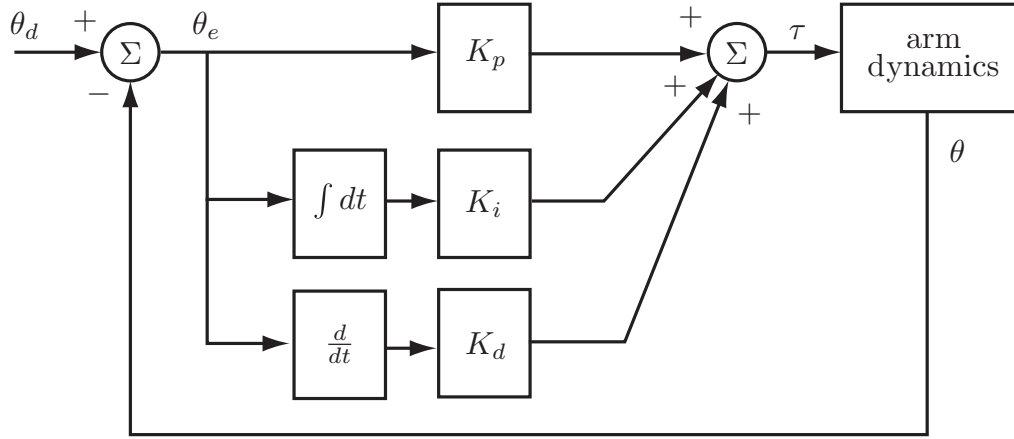 θ_d
+
−
Σ
θ_e
K_p
+
+
+
Σ
τ
arm
dynamics
θ
∫ dt
K_i
d/dt
K_d